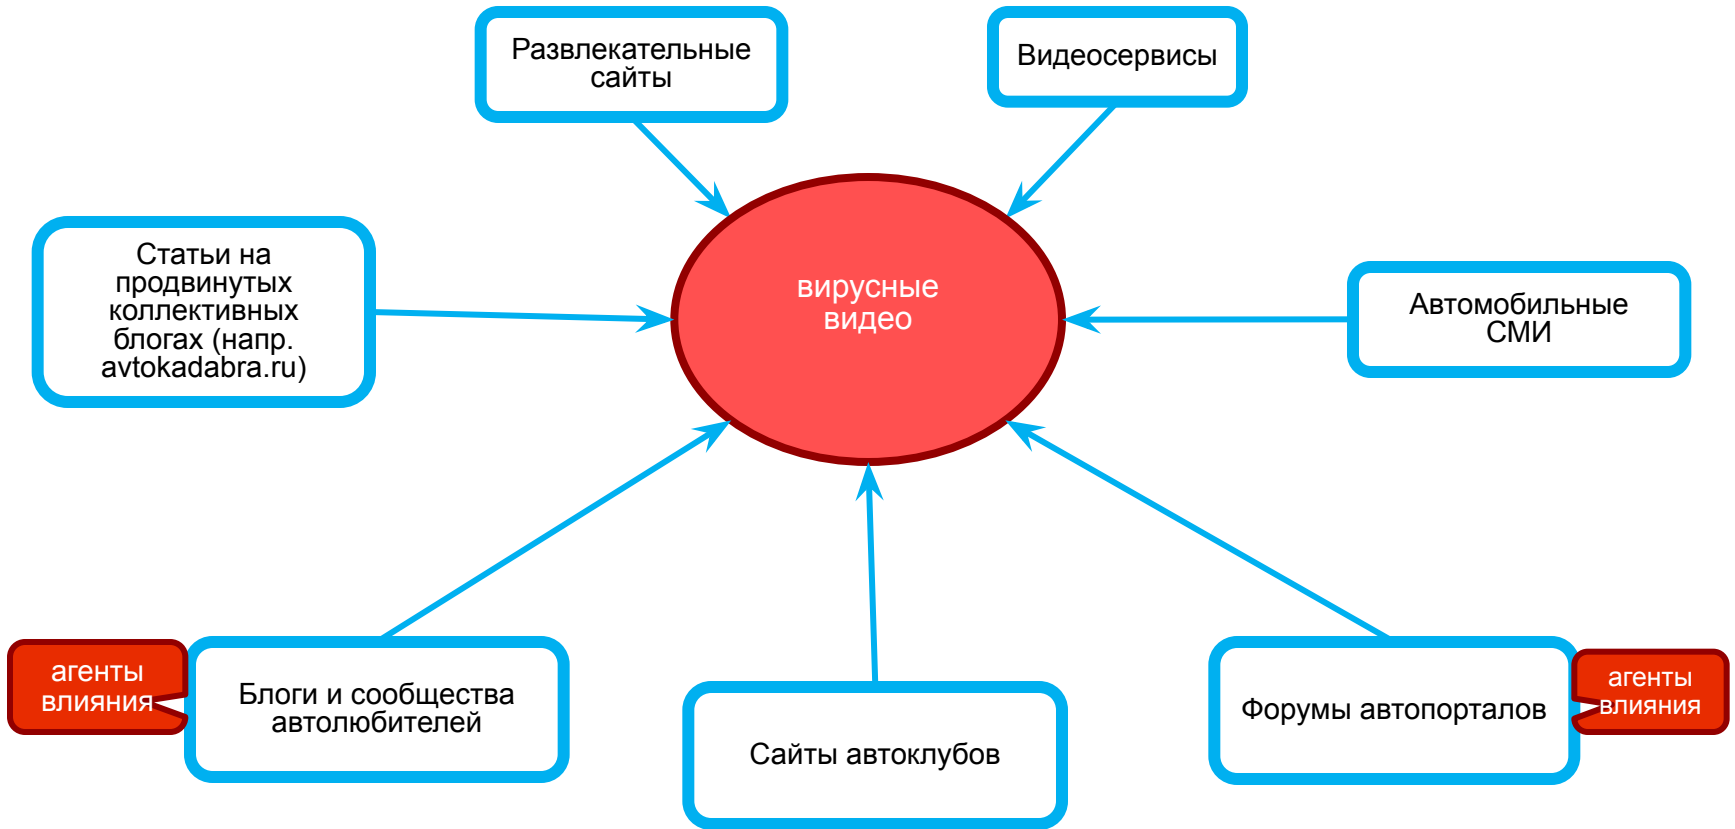 Развлекательные
сайты
Видеосервисы
Статьи на
продвинутых
коллективных
блогах (напр.
avtokadabra.ru)
вирусные
видео
Автомобильные
СМИ
агенты
влияния
Блоги и сообщества
автолюбителей
Сайты автоклубов
Форумы автопорталов
агенты
влияния